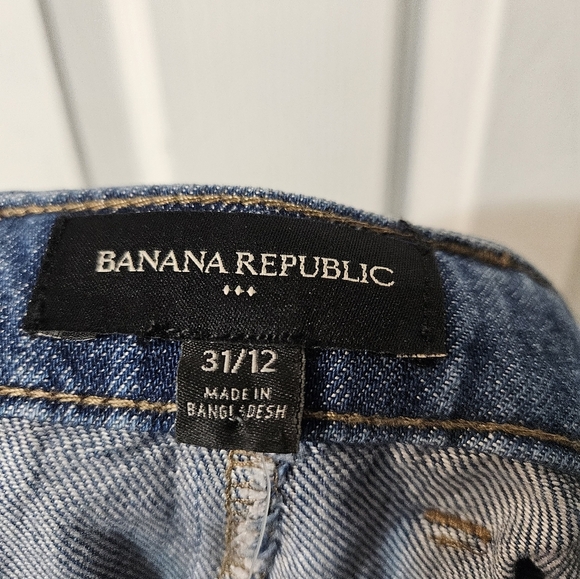 BANANA REPUBLIC
31/12
MADE IN
BANGLADESH